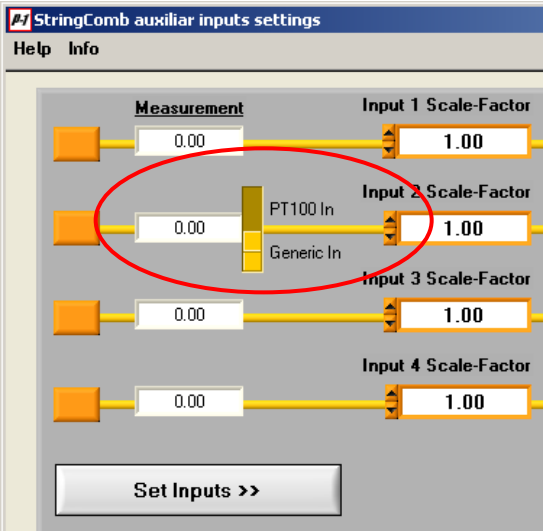 StringComb auxiliar inputs settings
Help Info
Measurement Input 1 Scale-Factor
0.00 1.00
Input 2 Scale-Factor
PT100 In
0.00 1.00
Generic In
Input 3 Scale-Factor
0.00 1.00
Input 4 Scale-Factor
0.00 1.00
Set Inputs >>